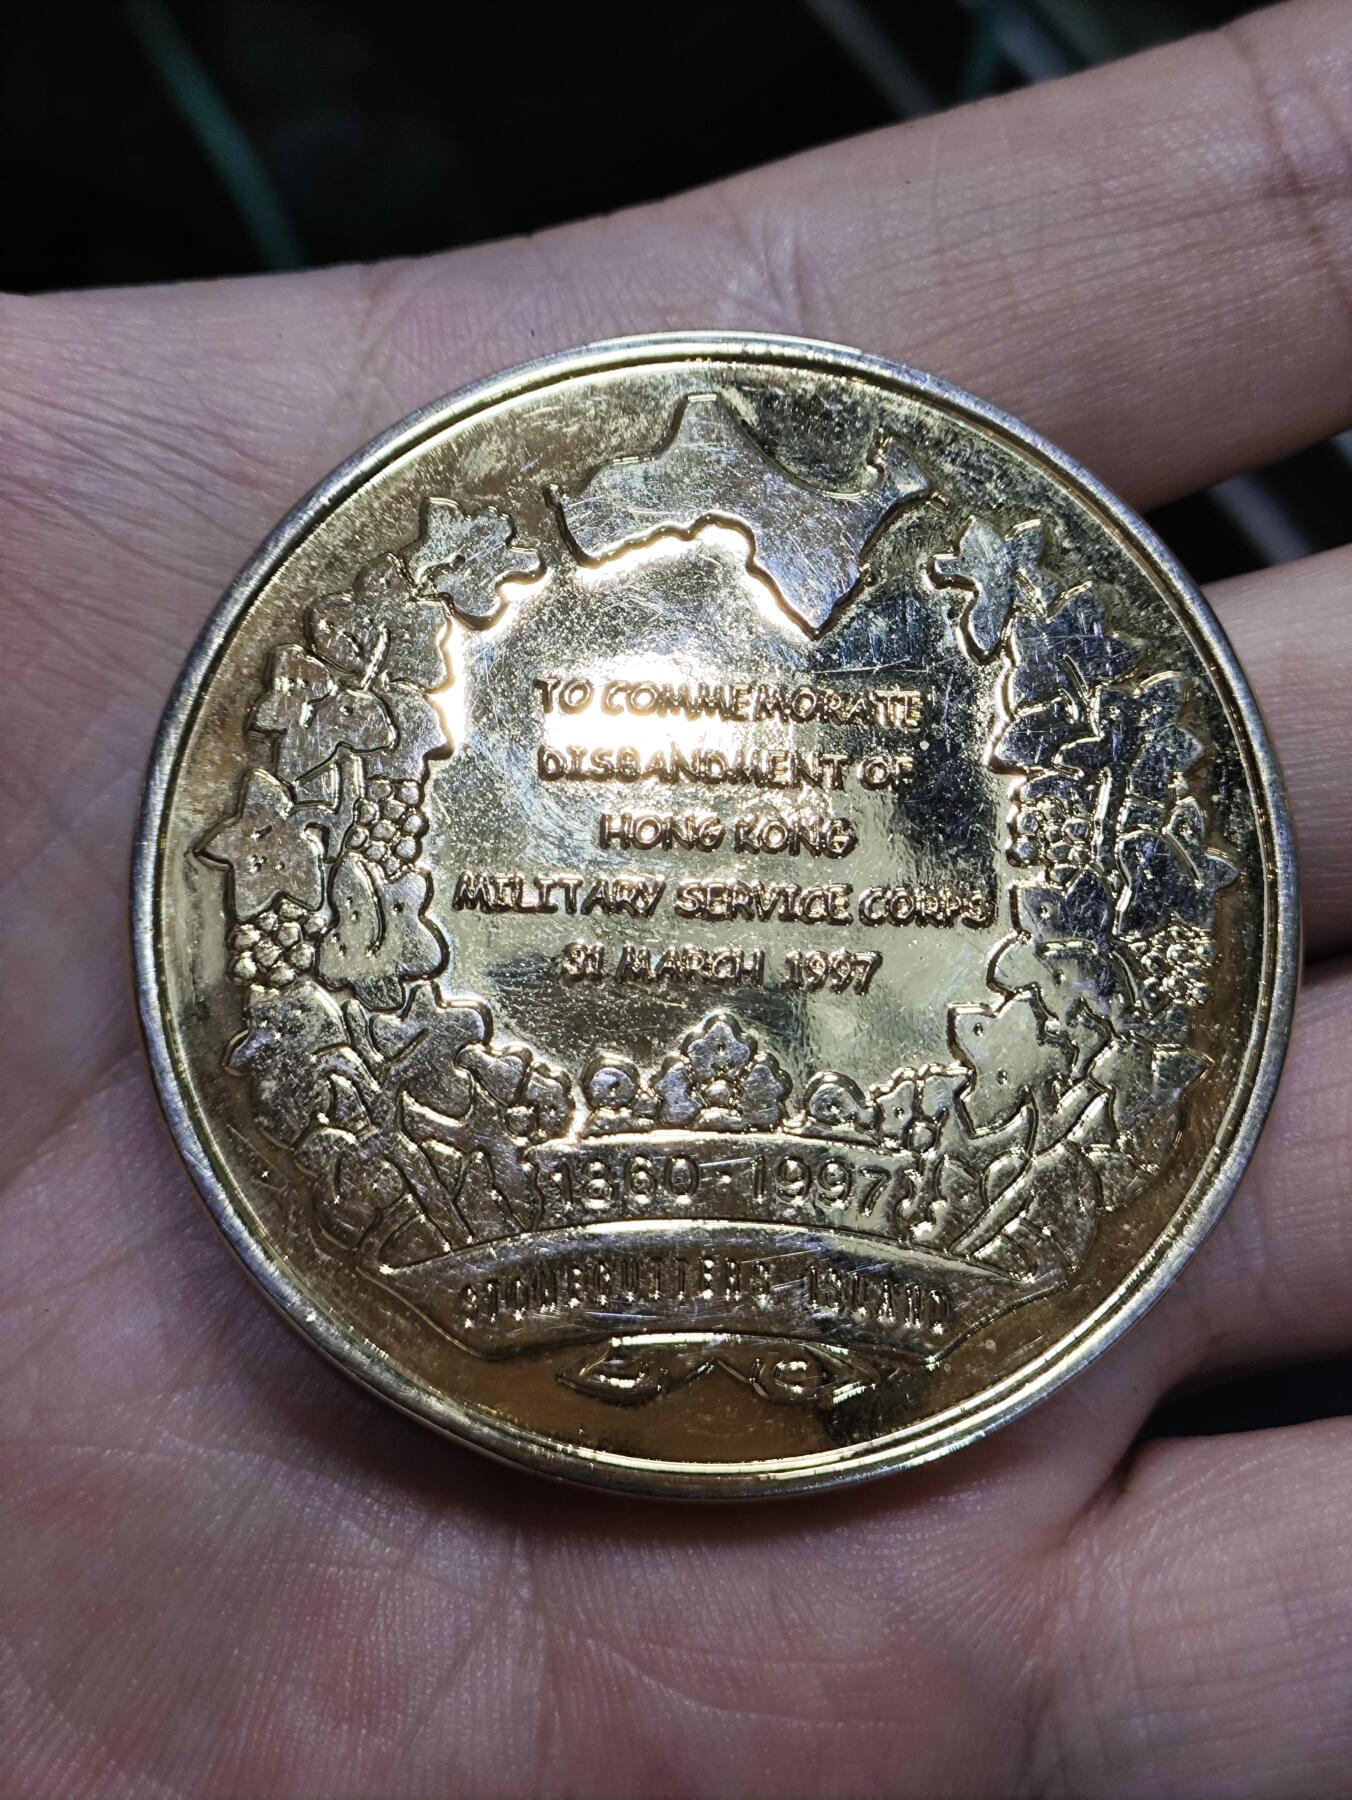 TO COMMEMORATE
DISBANDMENT OF
HONG KONG
MILITARY SERVICE CORPS
31 MARCH 1997
1860-1997
STONECUTTERS ISLAND